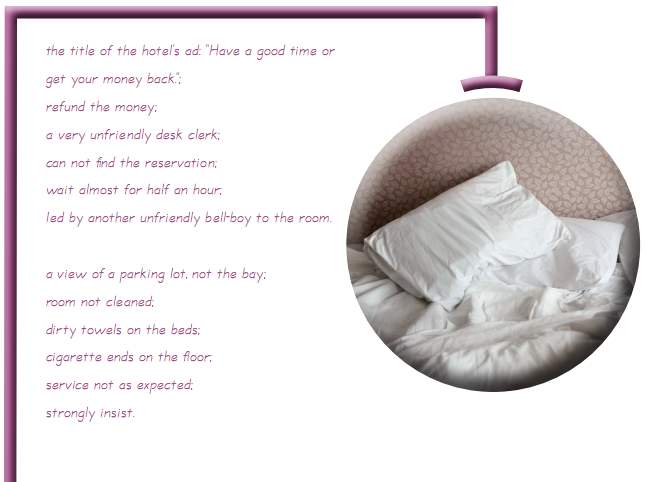 the title of the hotel's ad: "Have a good time or
get your money back.";
refund the money;
a very unfriendly desk clerk;
can not find the reservation;
wait almost for half an hour;
led by another unfriendly bell-boy to the room.
a view of a parking lot, not the bay;
room not cleaned;
dirty towels on the beds;
cigarette ends on the floor;
service not as expected;
strongly insist.